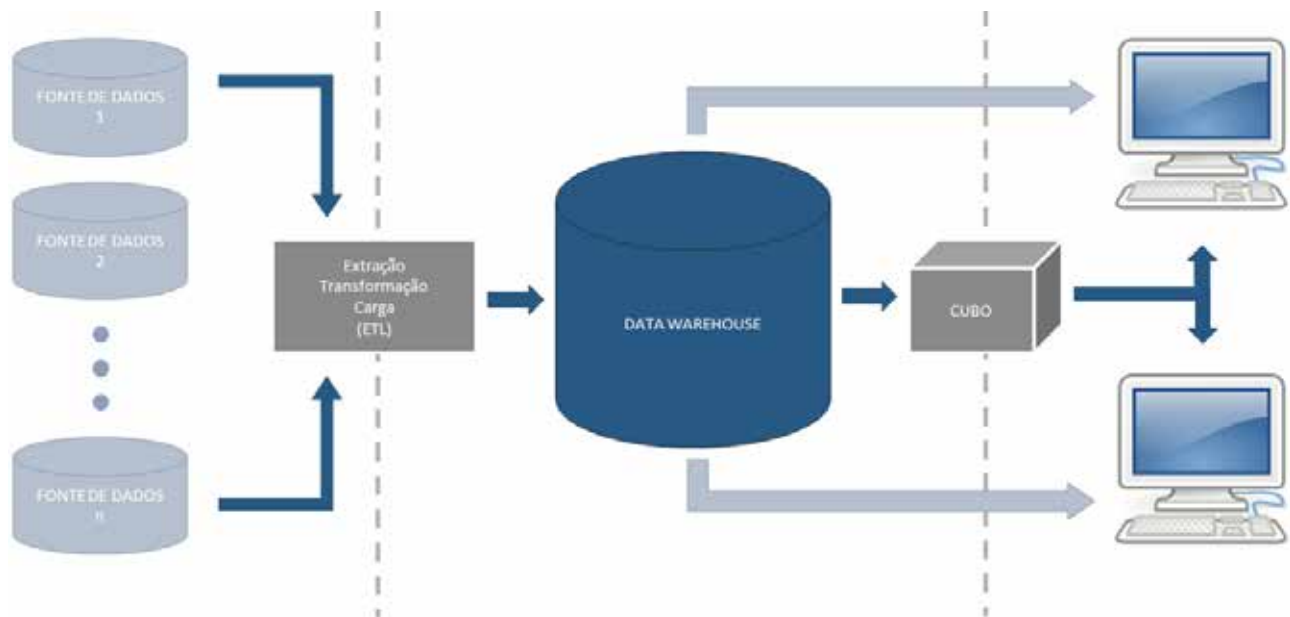 FONTE DE DADOS
1
FONTE DE DADOS
2
FONTE DE DADOS
n
Extração
Transformação
Carga
(ETL)
DATA WAREHOUSE
CUBO